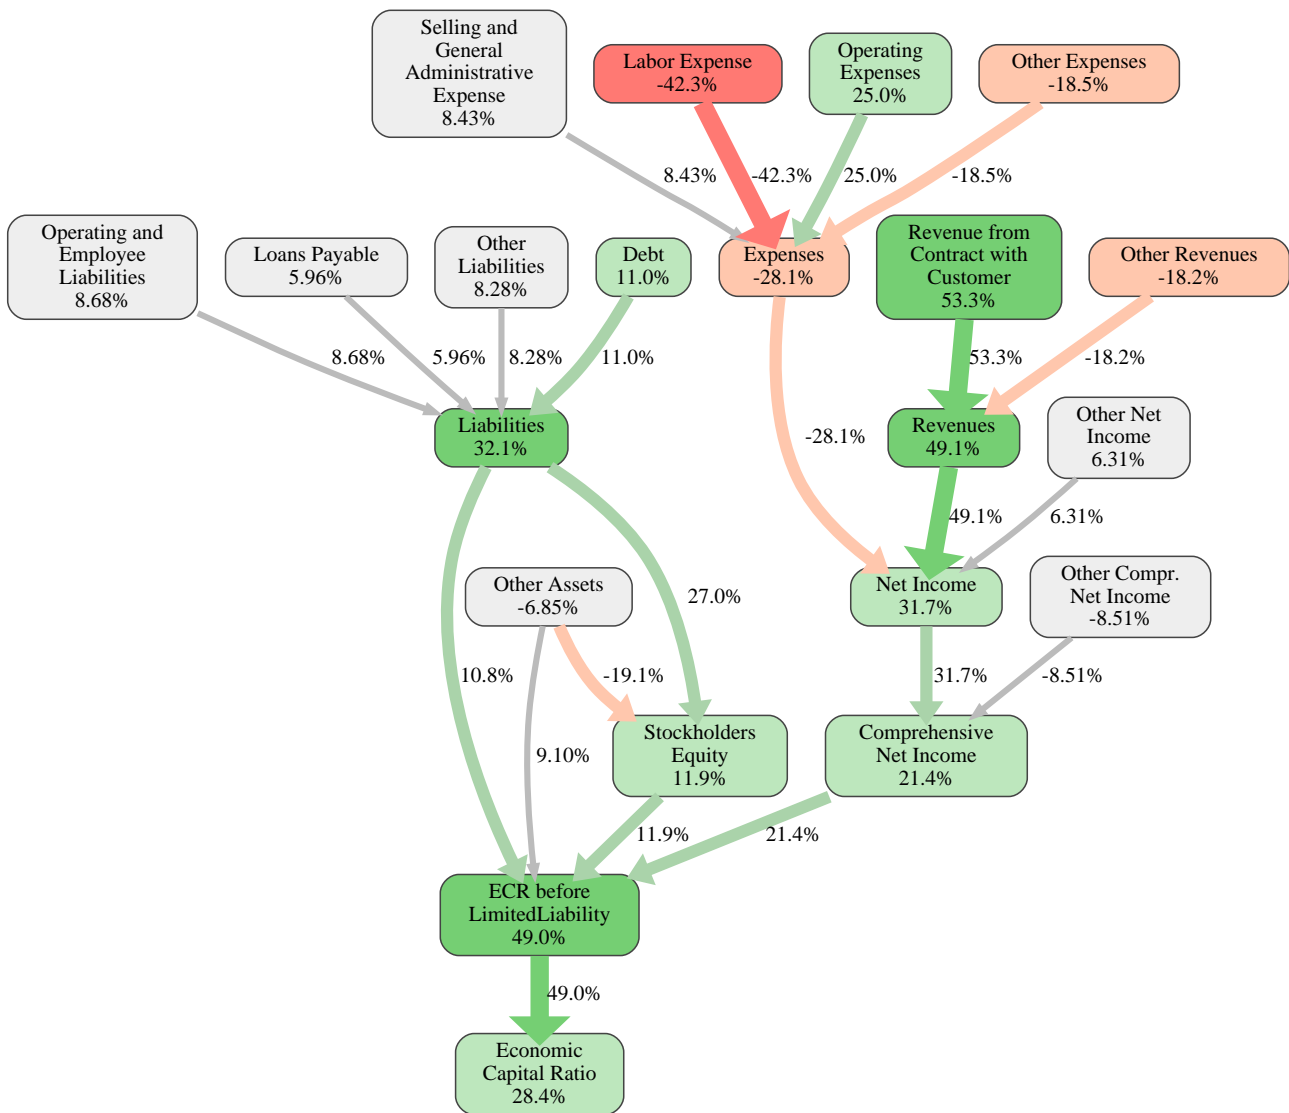 Selling and
General
Administrative
Expense
8.43%
Labor Expense
-42.3%
Operating
Expenses
25.0%
Other Expenses
-18.5%
8.43%
-42.3%
25.0%
-18.5%
Operating and
Employee
Liabilities
8.68%
Loans Payable
5.96%
Other
Liabilities
8.28%
Debt
11.0%
Expenses
-28.1%
Revenue from
Contract with
Customer
53.3%
Other Revenues
-18.2%
8.68%
5.96%
8.28%
11.0%
53.3%
-18.2%
Liabilities
32.1%
-28.1%
Revenues
49.1%
Other Net
Income
6.31%
49.1%
6.31%
Other Assets
-6.85%
27.0%
Net Income
31.7%
Other Compr.
Net Income
-8.51%
10.8%
-19.1%
31.7%
-8.51%
9.10%
Stockholders
Equity
11.9%
Comprehensive
Net Income
21.4%
11.9%
21.4%
ECR before
LimitedLiability
49.0%
49.0%
Economic
Capital Ratio
28.4%